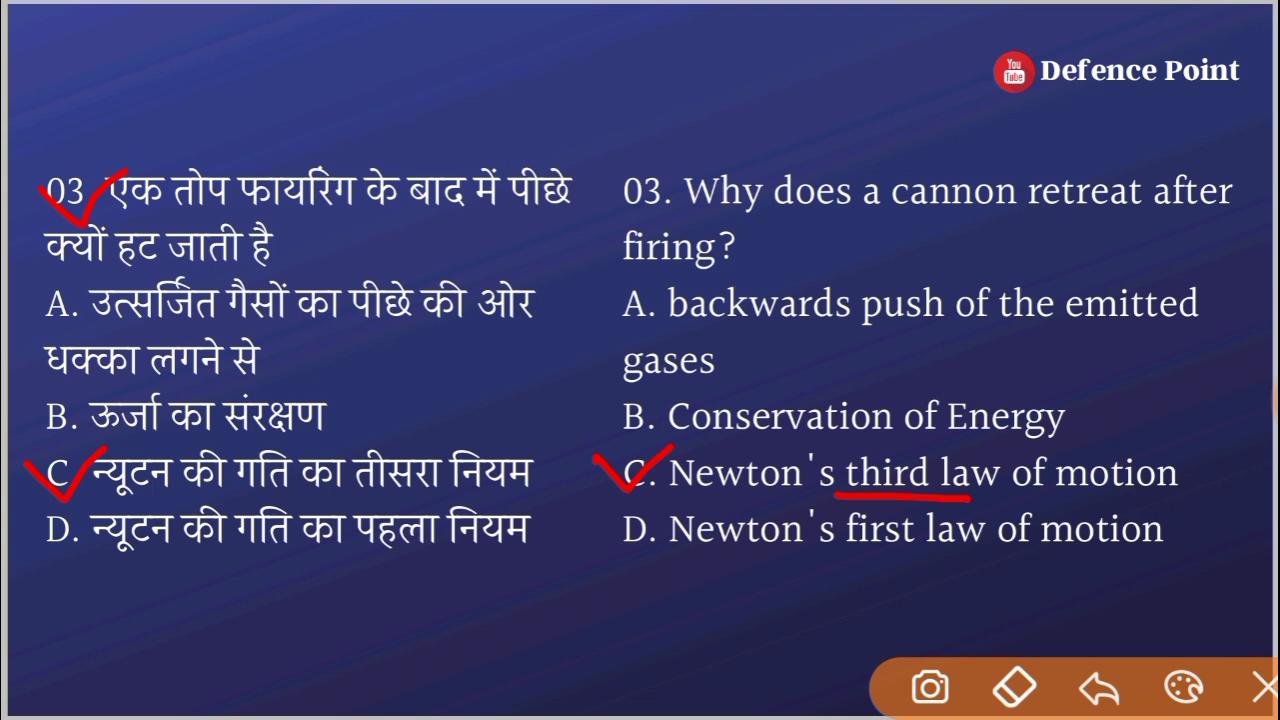 You
Tube
Defence Point
03. एक तोप फायरिंग के बाद में पीछे
क्यों हट जाती है
A. उत्सर्जित गैसों का पीछे की ओर
धक्का लगने से
B. ऊर्जा का संरक्षण
C. न्यूटन की गति का तीसरा नियम
D. न्यूटन की गति का पहला नियम
03. Why does a cannon retreat after
firing?
A. backwards push of the emitted
gases
B. Conservation of Energy
C. Newton's third law of motion
D. Newton's first law of motion